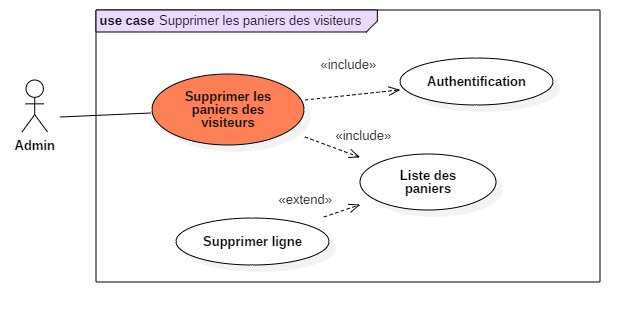 use case Supprimer les paniers des visiteurs
«include»
Authentification
Supprimer les
paniers des
visiteurs
Admin
«include»
Liste des
paniers
«extend»
Supprimer ligne